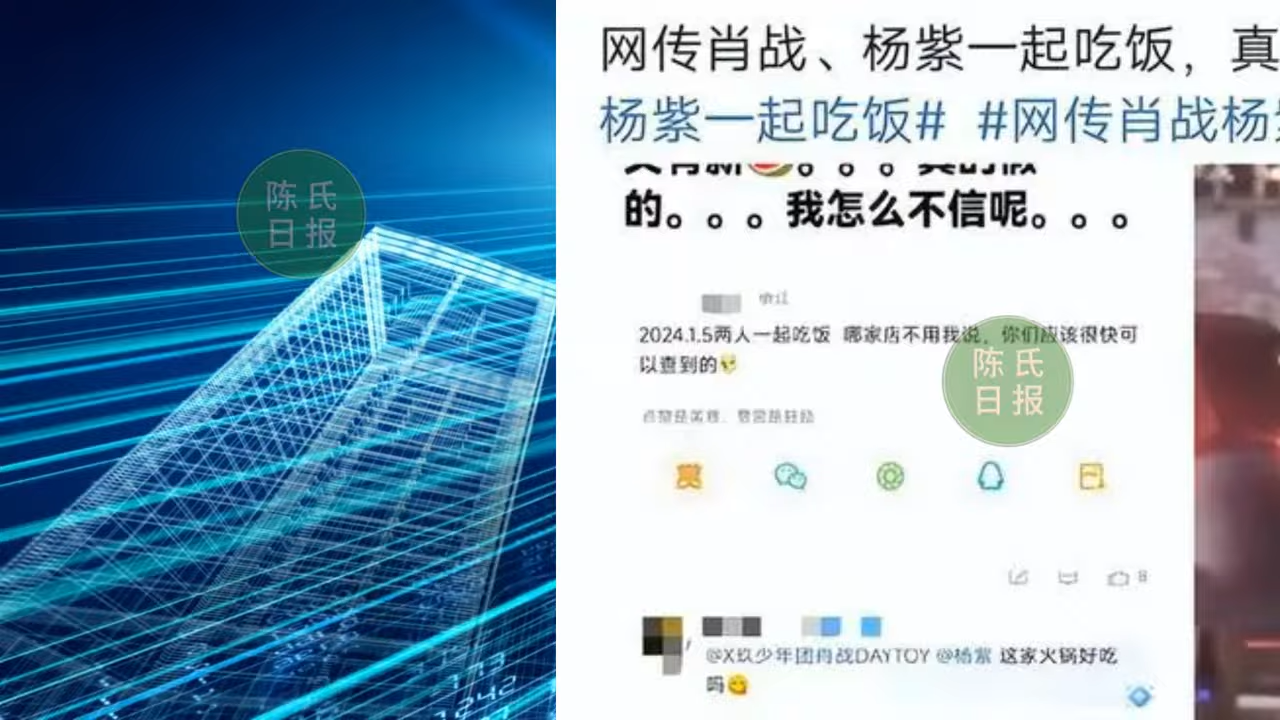 陈氏
日报
网传肖战、杨紫一起吃饭，真
杨紫一起吃饭# #网传肖战杨
的。。。我怎么不信呢。。。
2024.1.5两人一起吃饭 哪家店不用我说，你们应该很快可
以查到的
陈氏
日报
8
@X玖少年团肖战DAYTOY @杨紫 这家火锅好吃
吗
1242